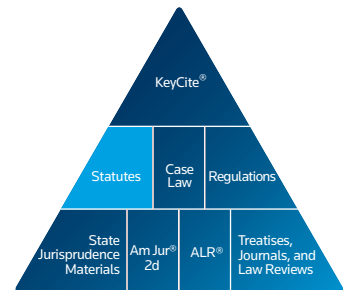 KeyCite®
Statutes
Case
Law
Regulations
State
Jurisprudence
Materials
Am Jur®
2d
ALR®
Treatises,
Journals, and
Law Reviews